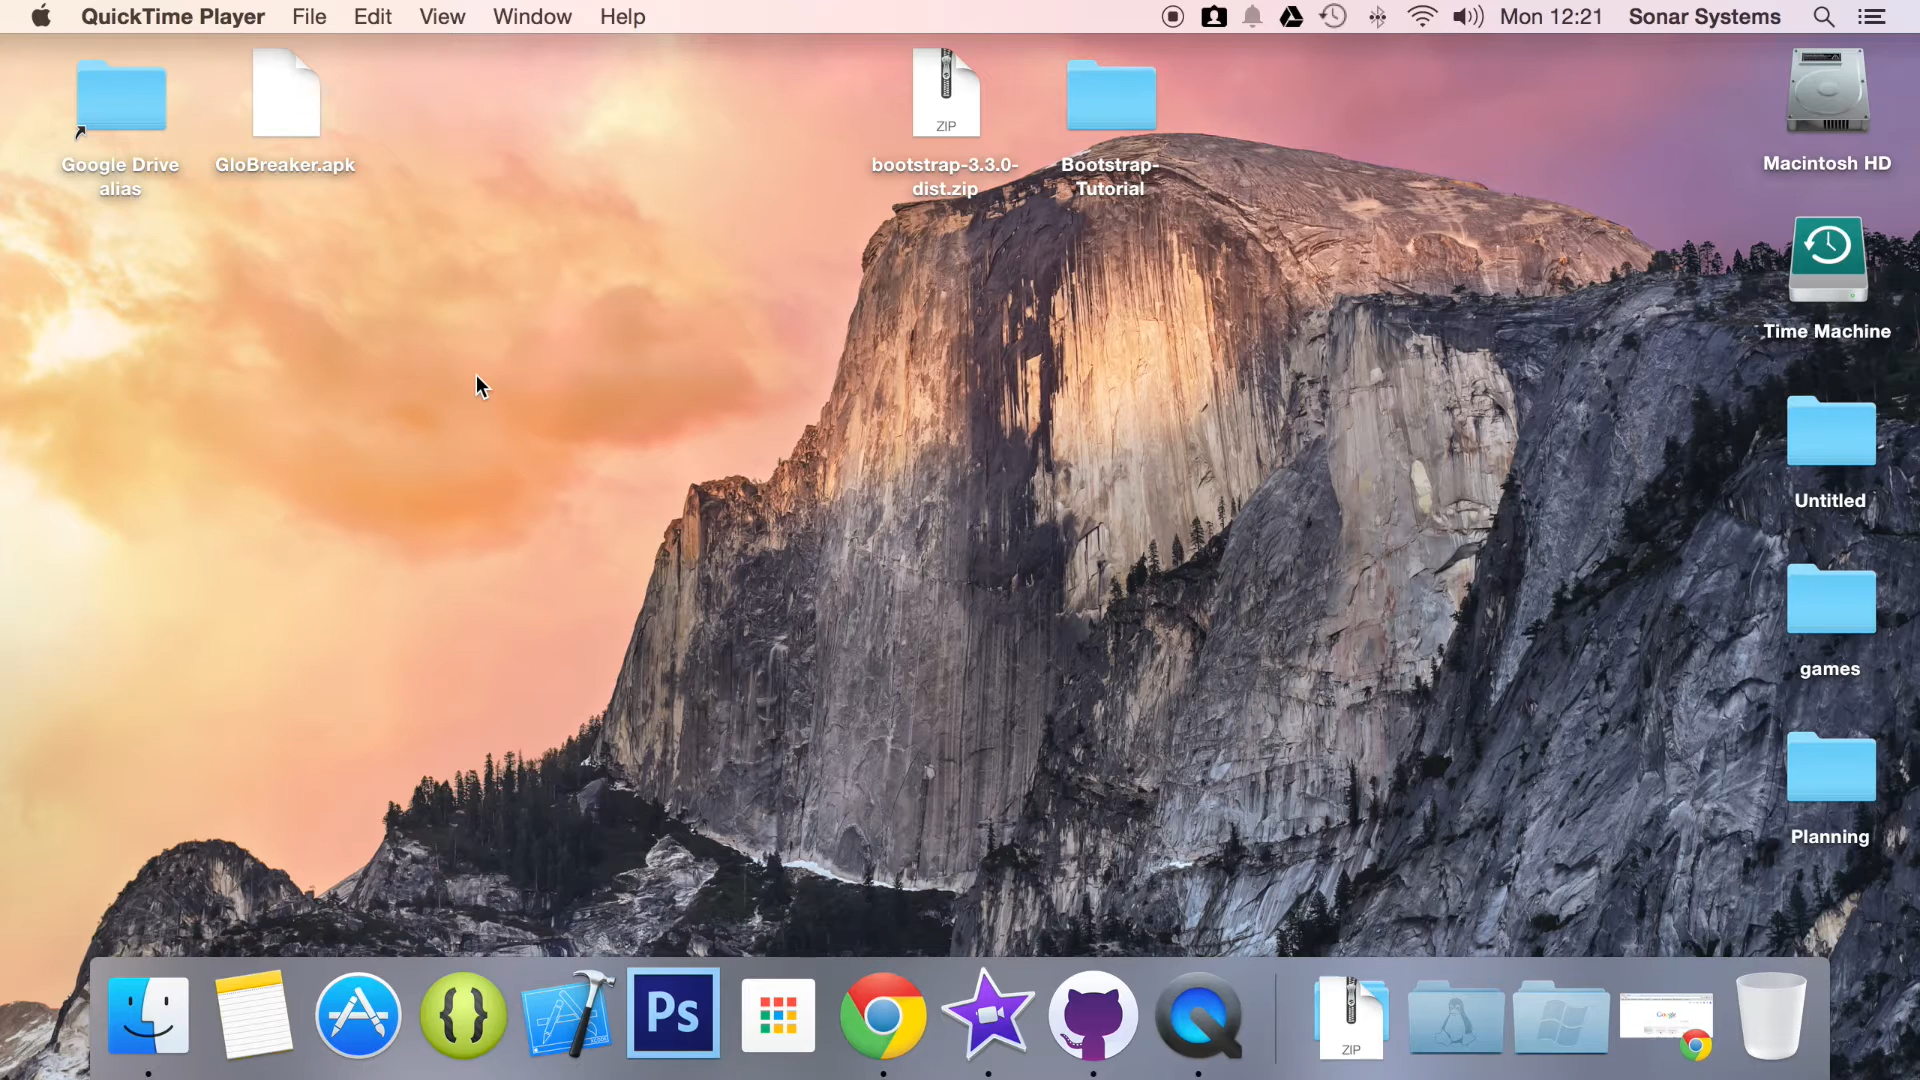 QuickTime Player File Edit View Window Help Mon 12:21 Sonar Systems
Google Drive
alias
GloBreaker.apk
ZIP
bootstrap-3.3.0-
dist.zip
Bootstrap-
Tutorial
Macintosh HD
Time Machine
Untitled
games
Planning
{ }
Ps
ZIP
Google